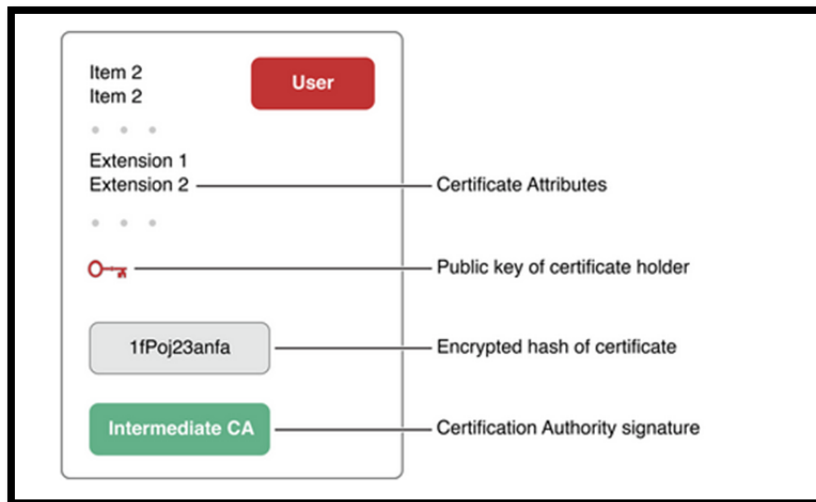 Item 2
Item 2
User
Extension 1
Extension 2
Certificate Attributes
Public key of certificate holder
1fPoj23anfa
Encrypted hash of certificate
Intermediate CA
Certification Authority signature